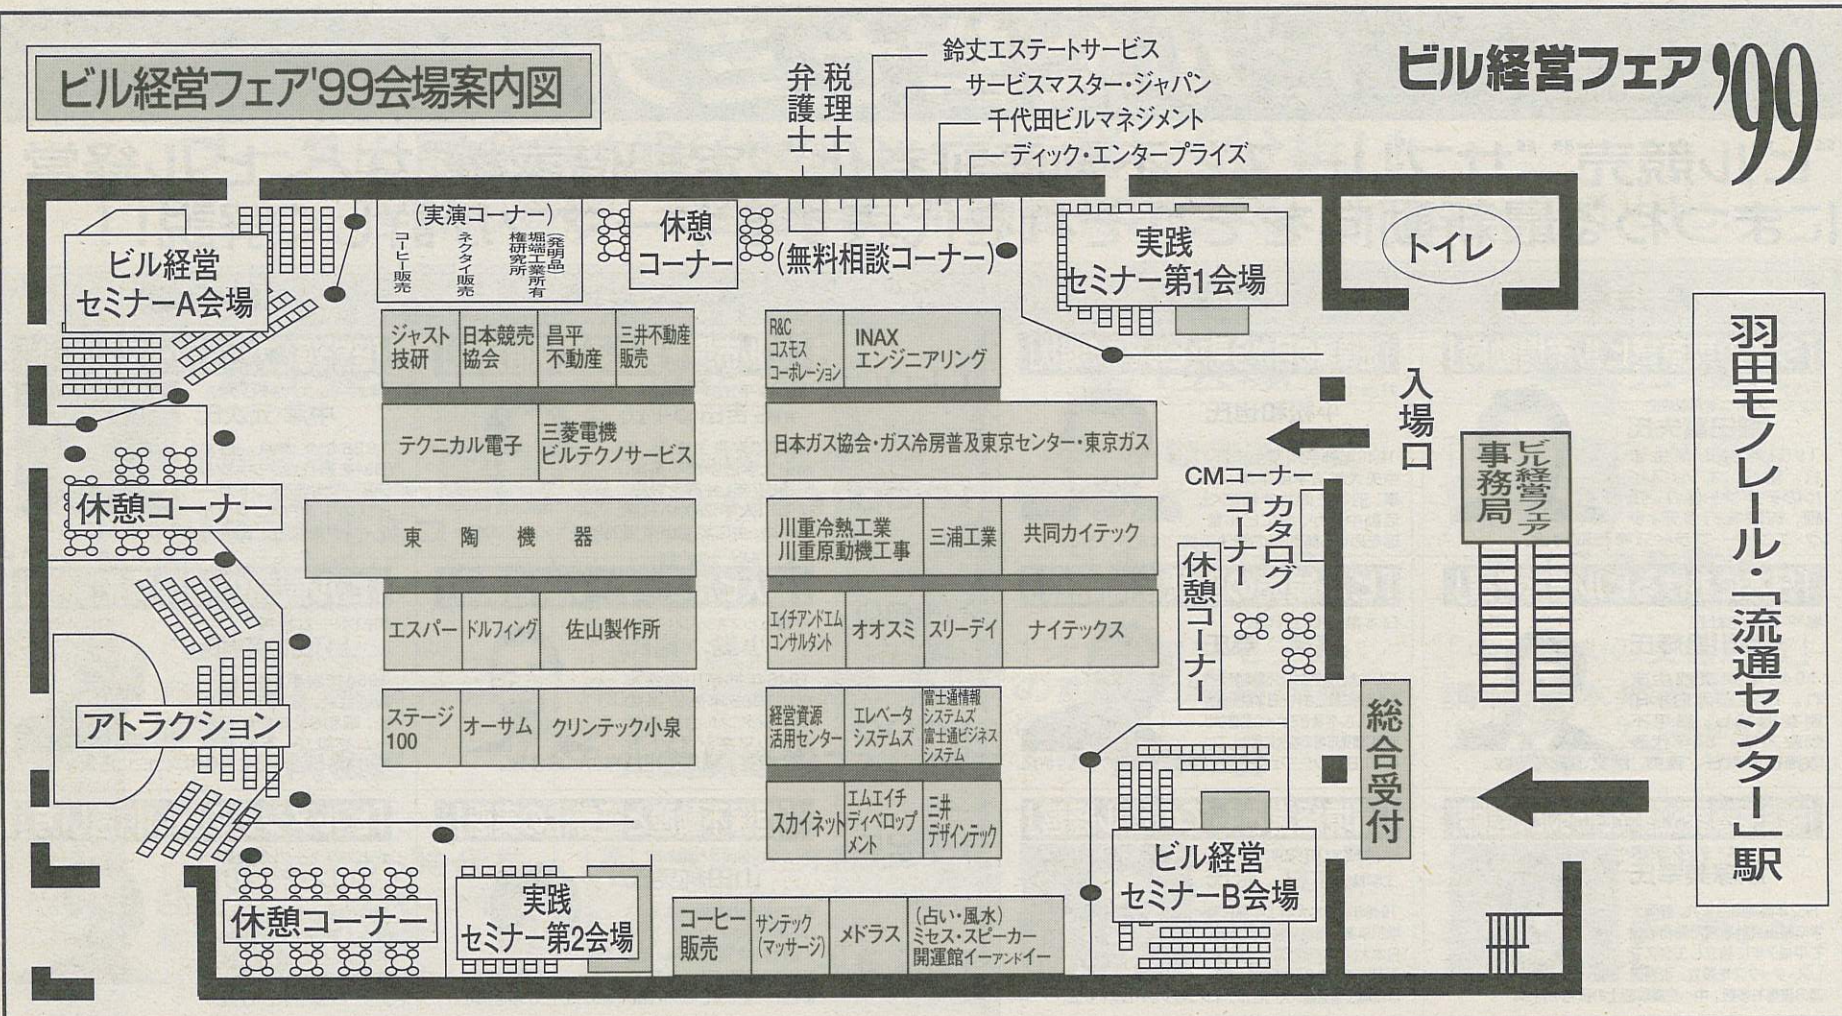 ビル経営フェア'99会場案内図
ビル経営フェア'99
弁護士
税理士
鈴丈エステートサービス
サービスマスター・ジャパン
千代田ビルマネジメント
ディック・エンタープライズ
ビル経営
セミナーA会場
(実演コーナー)
コーヒー販売
ネクタイ販売
(発明品)
堀端工業所有
権研究所
休憩
コーナー
(無料相談コーナー)
実践
セミナー第1会場
トイレ
ジャスト
技研
日本競売
協会
昌平
不動産
三井不動産
販売
R&C
コスモス
コーポレーション
INAX
エンジニアリング
テクニカル電子
三菱電機
ビルテクノサービス
日本ガス協会・ガス冷房普及東京センター・東京ガス
入場口
ビル経営フェア
事務局
羽田モノレール・「流通センター」駅
休憩コーナー
東陶機器
川重冷熱工業
川重原動機工事
三浦工業
共同カイテック
CMコーナー
カタログ
コーナー
休憩コーナー
エスパー
ドルフィング
佐山製作所
エイチアンドエム
コンサルタント
オオスミ
スリーデイ
ナイテックス
アトラクション
ステージ
100
オーサム
クリンテック小泉
経営資源
活用センター
エレベータ
システムズ
富士通情報
システムズ
富士通ビジネス
システム
総合受付
スカイネット
エムエイチ
ディベロップ
メント
三井
デザインテック
ビル経営
セミナーB会場
休憩コーナー
実践
セミナー第2会場
コーヒー
販売
サンテック
(マッサージ)
メドラス
(占い・風水)
ミセス・スピーカー
開運館イーアンドイー